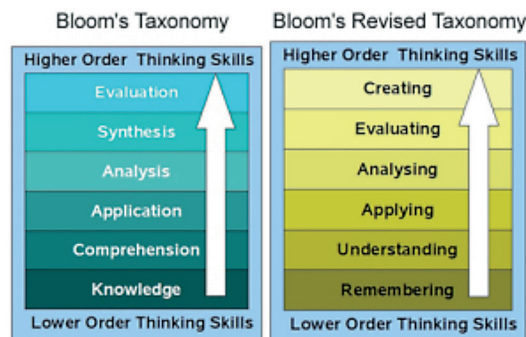 Bloom's Taxonomy
Higher Order Thinking Skills
Evaluation
Synthesis
Analysis
Application
Comprehension
Knowledge
Lower Order Thinking Skills
Bloom's Revised Taxonomy
Higher Order Thinking Skills
Creating
Evaluating
Analysing
Applying
Understanding
Remembering
Lower Order Thinking Skills